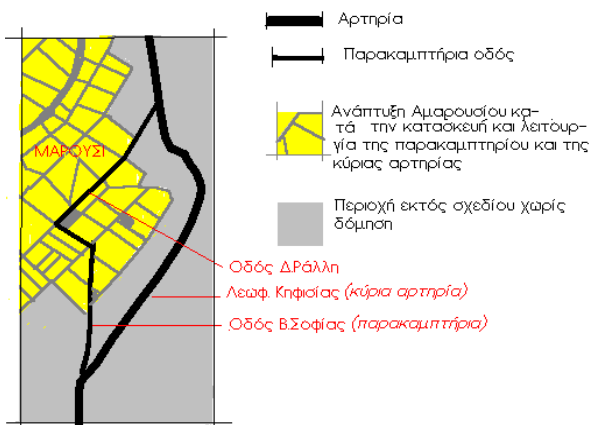 Αρτηρία
Παρακαμπτήρια οδός
Ανάπτυξη Αμαρουσίου κα-
τά την κατασκευή και λειτουρ-
γία της παρακαμπτηρίου και της
κύριας αρτηρίας
ΜΑΡΟΥΣΙ
Περιοχή εκτός σχεδίου χωρίς
δόμηση
Οδός Δ.Ράλλη
Λεωφ. Κηφισίας (κύρια αρτηρία)
Οδός Β.Σοφίας (παρακαμπτήρια)